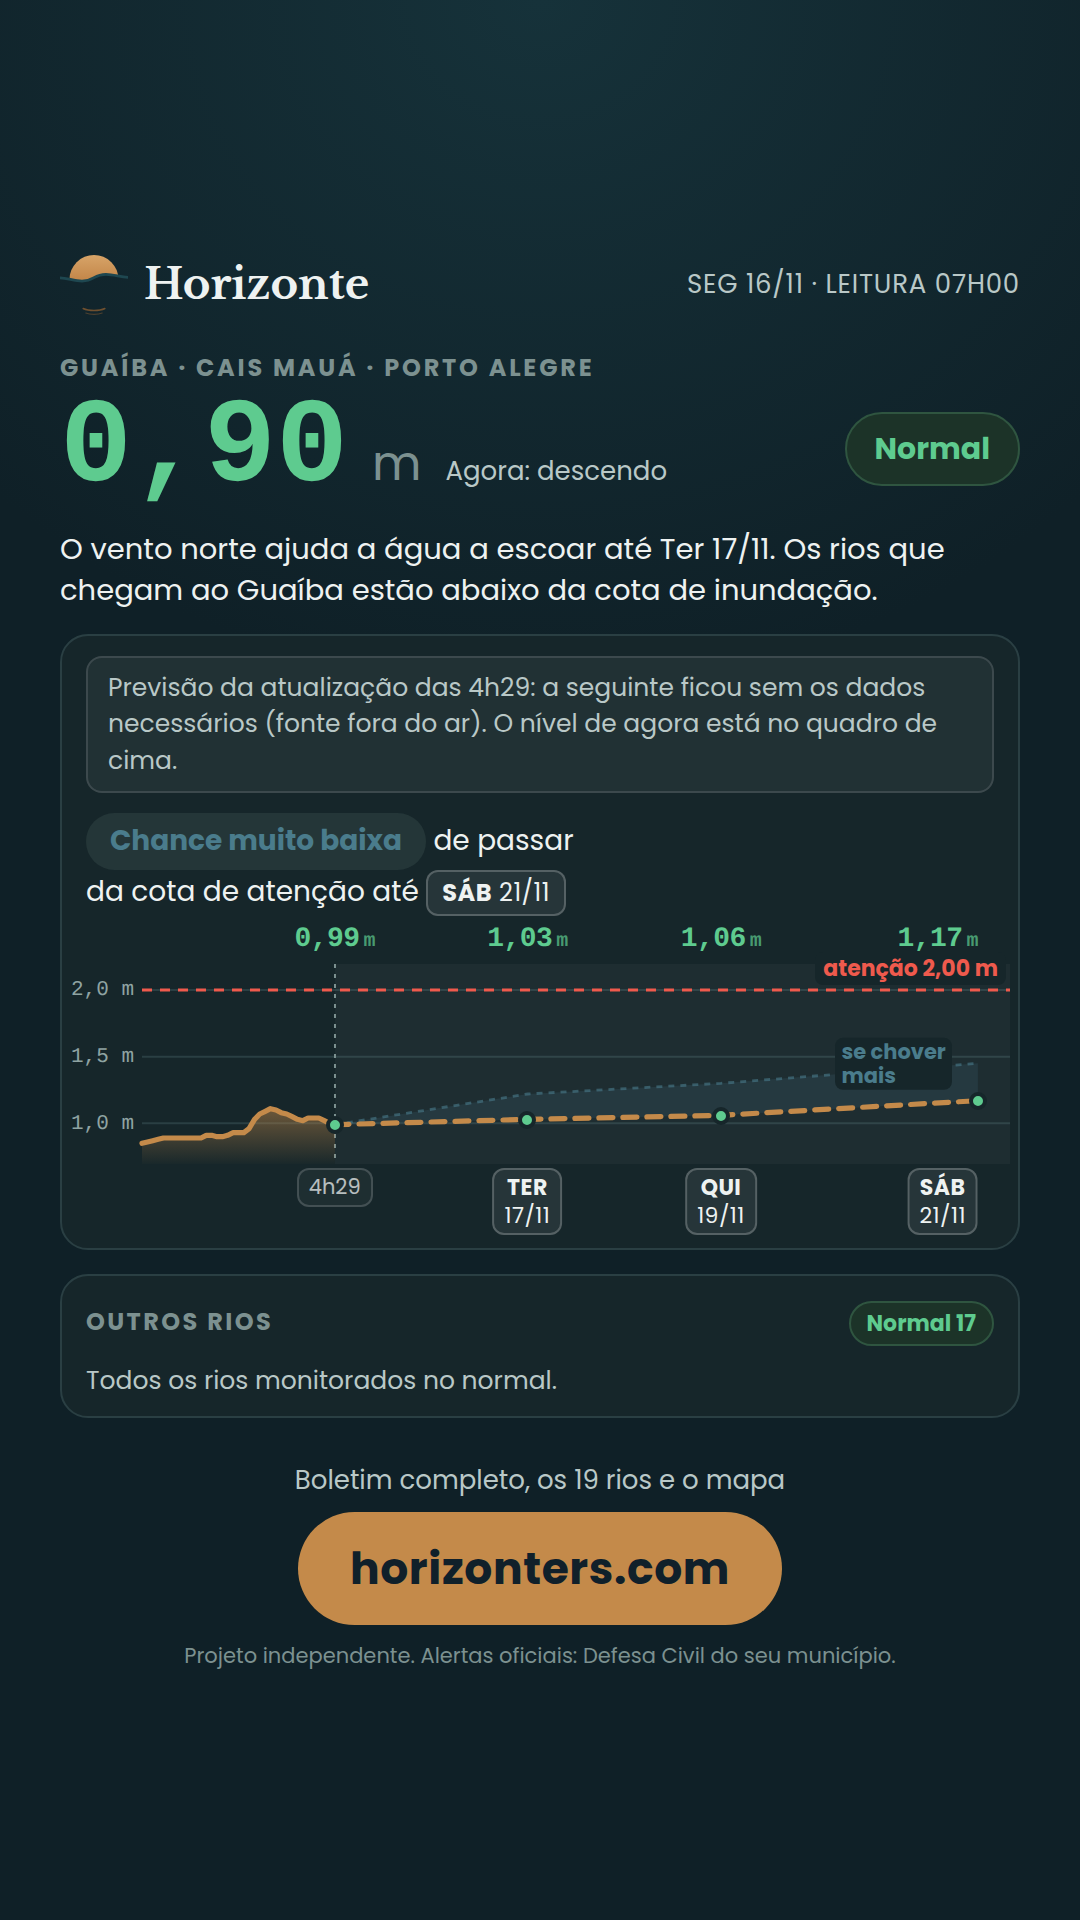 Horizonte
SEG 16/11 · LEITURA 07H00
GUAÍBA · CAIS MAUÁ · PORTO ALEGRE
0,90 m Agora: descendo
Normal
O vento norte ajuda a água a escoar até Ter 17/11. Os rios que
chegam ao Guaíba estão abaixo da cota de inundação.
Previsão da atualização das 4h29: a seguinte ficou sem os dados
necessários (fonte fora do ar). O nível de agora está no quadro de
cima.
Chance muito baixa de passar
da cota de atenção até SÁB 21/11
0,99 m 1,03 m 1,06 m 1,17 m
atenção 2,00 m
2,0 m
1,5 m
se chover
mais
1,0 m
4h29
TER
17/11
QUI
19/11
SÁB
21/11
OUTROS RIOS
Normal 17
Todos os rios monitorados no normal.
Boletim completo, os 19 rios e o mapa
horizonters.com
Projeto independente. Alertas oficiais: Defesa Civil do seu município.